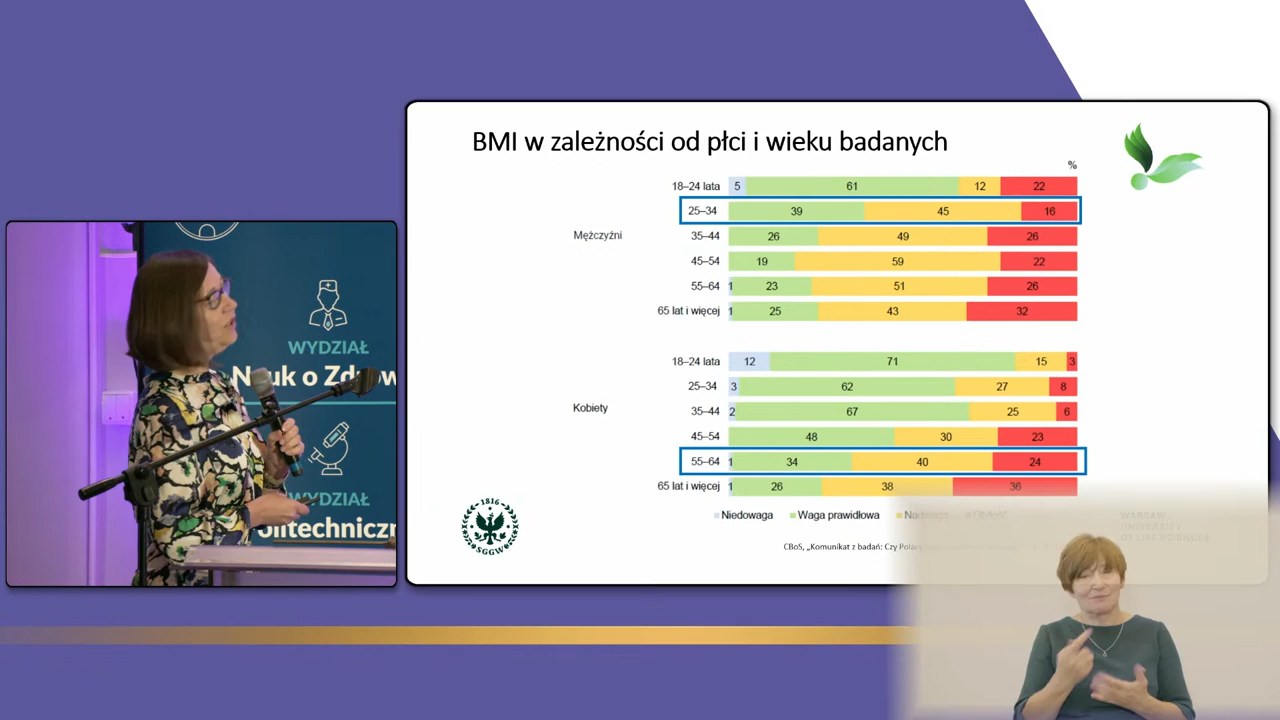 BMI w zależności od płci i wieku badanych
%
Mężczyźni
18–24 lata 5 61 12 22
25–34 39 45 16
35–44 26 49 26
45–54 19 59 22
55–64 1 23 51 26
65 lat i więcej 1 25 43 32
Kobiety
18–24 lata 12 71 15 3
25–34 3 62 27 8
35–44 2 67 25 6
45–54 48 30 23
55–64 1 34 40 24
65 lat i więcej 1 26 38 36
Niedowaga Waga prawidłowa
CBoS, „Komunikat z badań: Czy Polacy
1816
SGGW
WARSAW
UNIVERSITY
OF LIFE SCIENCES
WYDZIAŁ
Nauk o Zdrow
WYDZIAŁ
olitechniczn